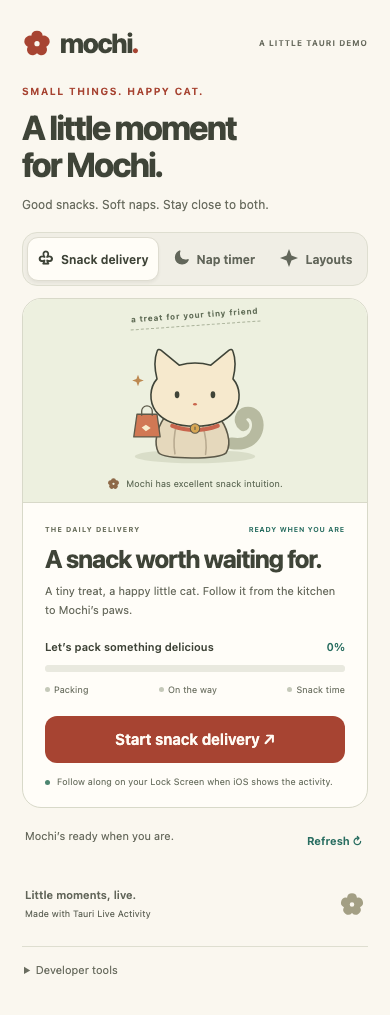 mochi.
A LITTLE TAURI DEMO
SMALL THINGS. HAPPY CAT.
A little moment
for Mochi.
Good snacks. Soft naps. Stay close to both.
Snack delivery
Nap timer
Layouts
a treat for your tiny friend
Mochi has excellent snack intuition.
THE DAILY DELIVERY
READY WHEN YOU ARE
A snack worth waiting for.
A tiny treat, a happy little cat. Follow it from the kitchen
to Mochi’s paws.
Let’s pack something delicious
0%
Packing
On the way
Snack time
Start snack delivery ↗
Follow along on your Lock Screen when iOS shows the activity.
Mochi’s ready when you are.
Refresh ↻
Little moments, live.
Made with Tauri Live Activity
Developer tools